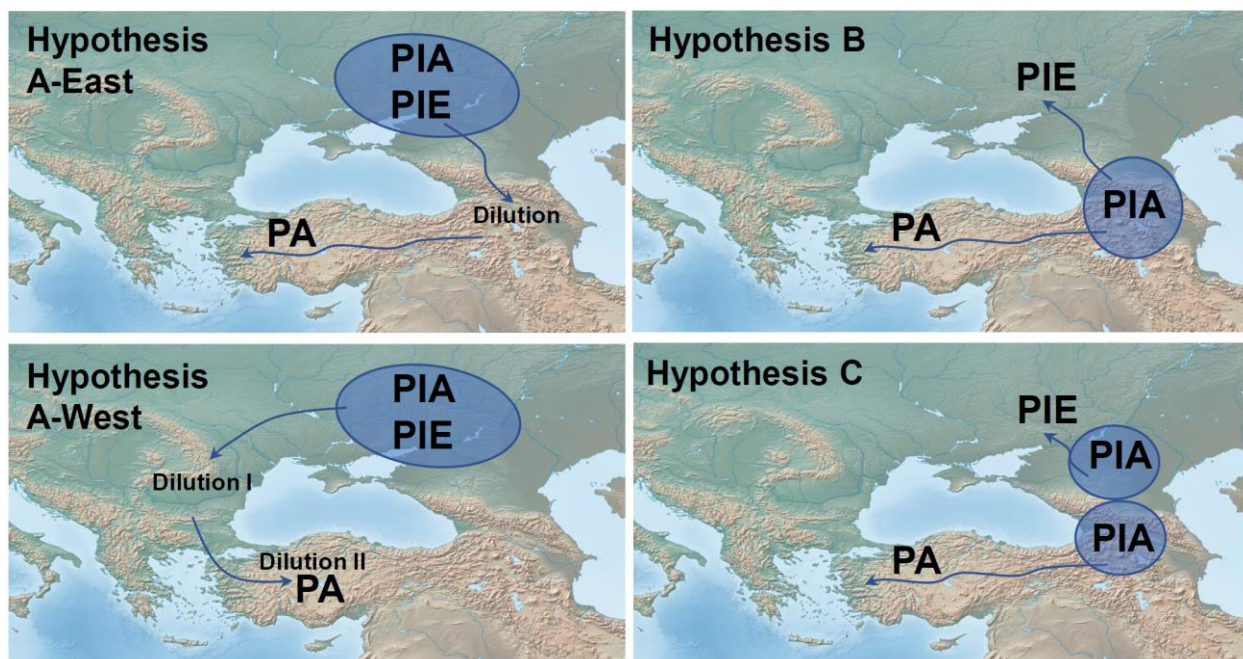 Hypothesis
A-East
PIA
PIE
Dilution
PA
Hypothesis B
PIE
PIA
PA
Hypothesis
A-West
PIA
PIE
Dilution I
Dilution II
PA
Hypothesis C
PIE
PIA
PIA
PA